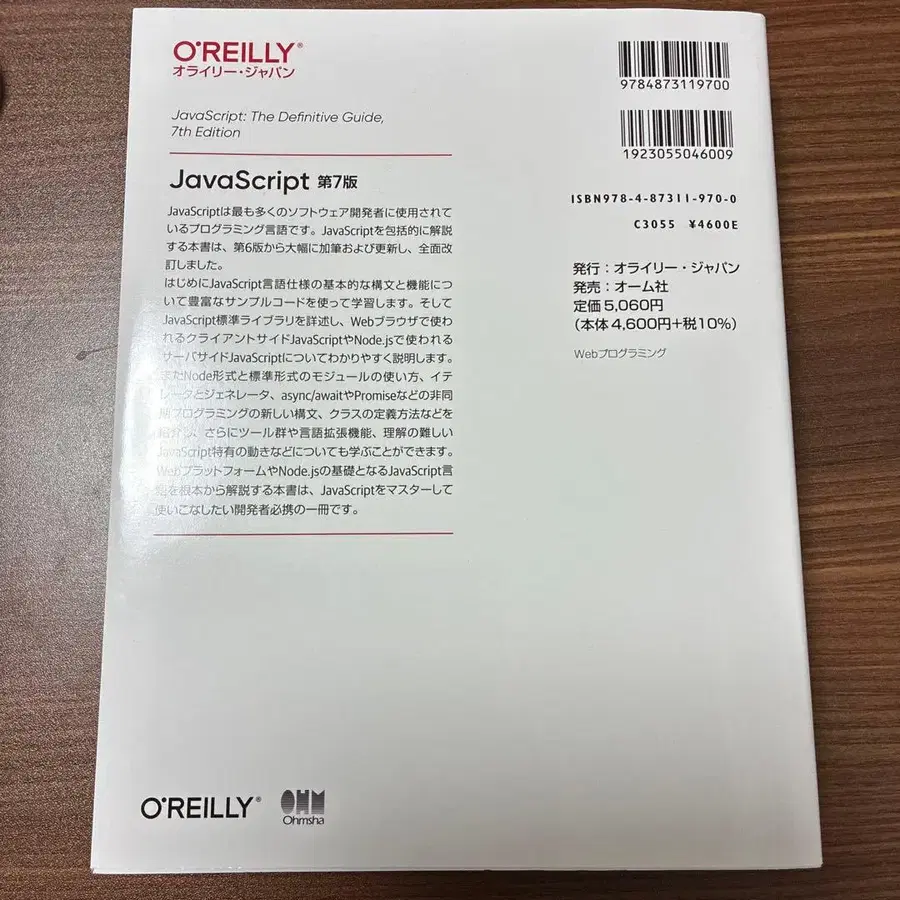 O'REILLY®
オライリー・ジャパン
JavaScript: The Definitive Guide,
7th Edition
JavaScript 第7版
JavaScriptは最も多くのソフトウェア開発者に使用されて
いるプログラミング言語です。JavaScriptを包括的に解説
する本書は、第6版から大幅に加筆および更新し、全面改
訂しました。
はじめにJavaScript言語仕様の基本的な構文と機能につ
いて豊富なサンプルコードを使って学習します。そして
JavaScript標準ライブラリを詳述し、Webブラウザで使わ
れるクライアントサイドJavaScriptやNode.jsで使われる
サーバサイドJavaScriptについてわかりやすく説明します。
またNode形式と標準形式のモジュールの使い方、イテ
レータとジェネレータ、async/awaitやPromiseなどの非同
期プログラミングの新しい構文、クラスの定義方法などを
紹介し、さらにツール群や言語拡張機能、理解の難しい
JavaScript特有の動きなどについても学ぶことができます。
WebプラットフォームやNode.jsの基礎となるJavaScript言
語を根本から解説する本書は、JavaScriptをマスターして
使いこなしたい開発者必携の一冊です。
9784873119700
1923055046009
ISBN978-4-87311-970-0
C3055 ¥4600E
発行：オライリー・ジャパン
発売：オーム社
定価5,060円
（本体4,600円+税10%）
Webプログラミング
O'REILLY®
OHM
Ohmsha